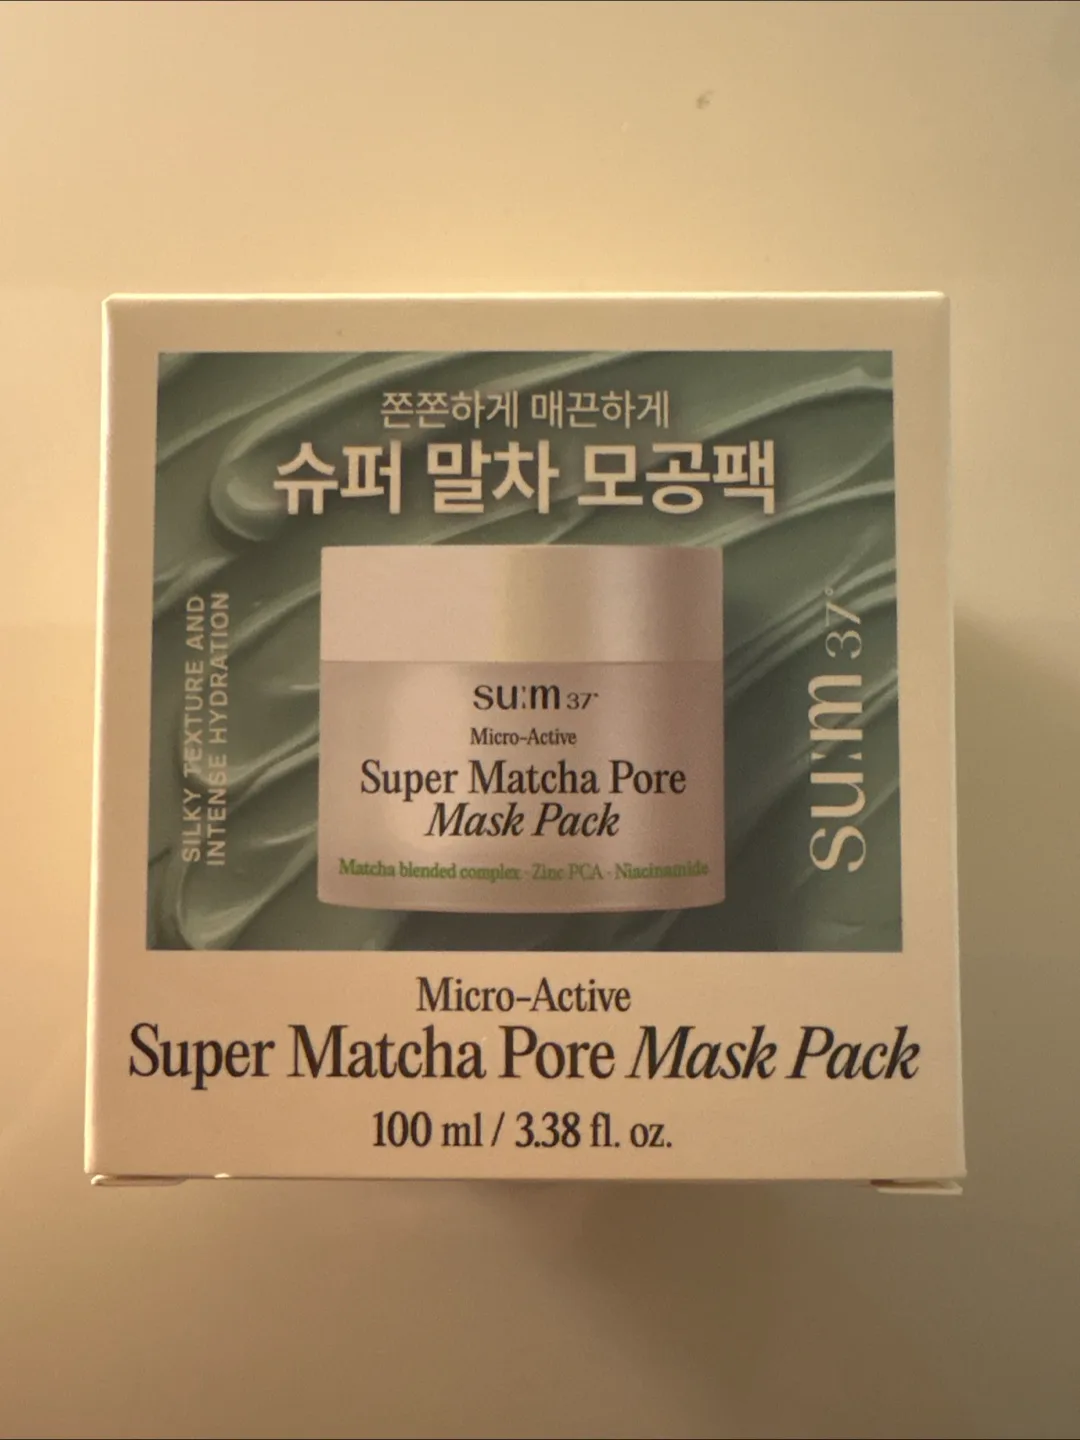 쫀쫀하게 매끈하게
슈퍼 말차 모공팩
SILKY TEXTURE AND
INTENSE HYDRATION
su:m 37°
su:m 37°
Micro-Active
Super Matcha Pore
Mask Pack
Matcha blended complex · Zinc PCA · Niacinamide
Micro-Active
Super Matcha Pore Mask Pack
100 ml / 3.38 fl. oz.